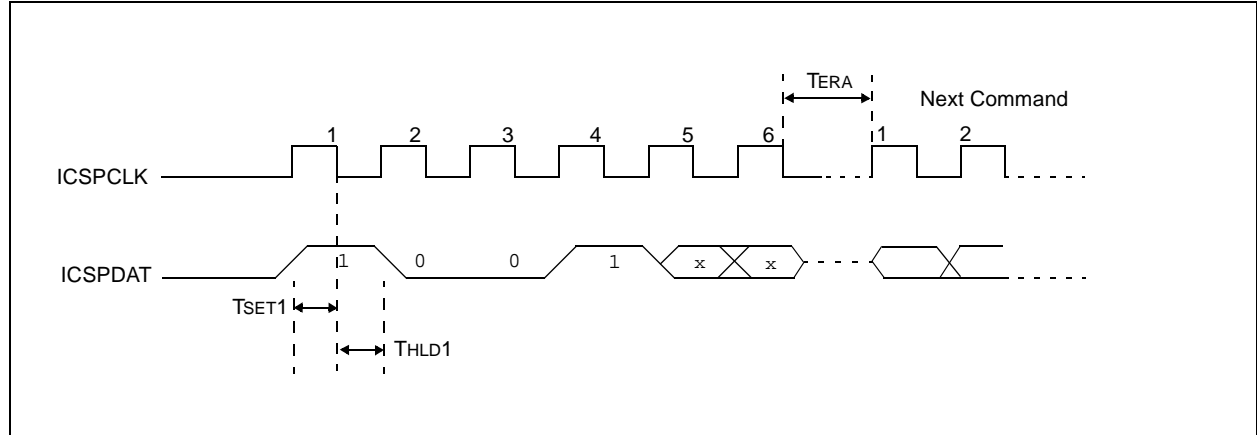 TERA
Next Command
1 2 3 4 5 6 1 2
ICSPCLK
1 0 0 1 x x
ICSPDAT
TSET1
THLD1